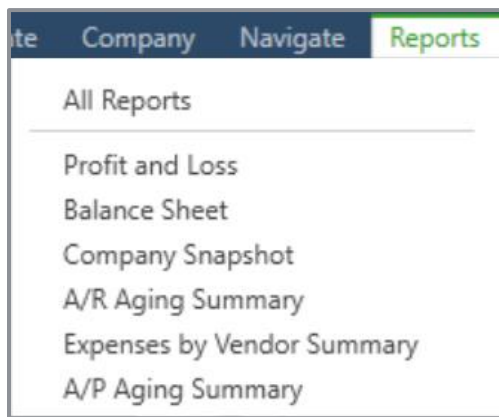 Company Navigate Reports
All Reports
Profit and Loss
Balance Sheet
Company Snapshot
A/R Aging Summary
Expenses by Vendor Summary
A/P Aging Summary